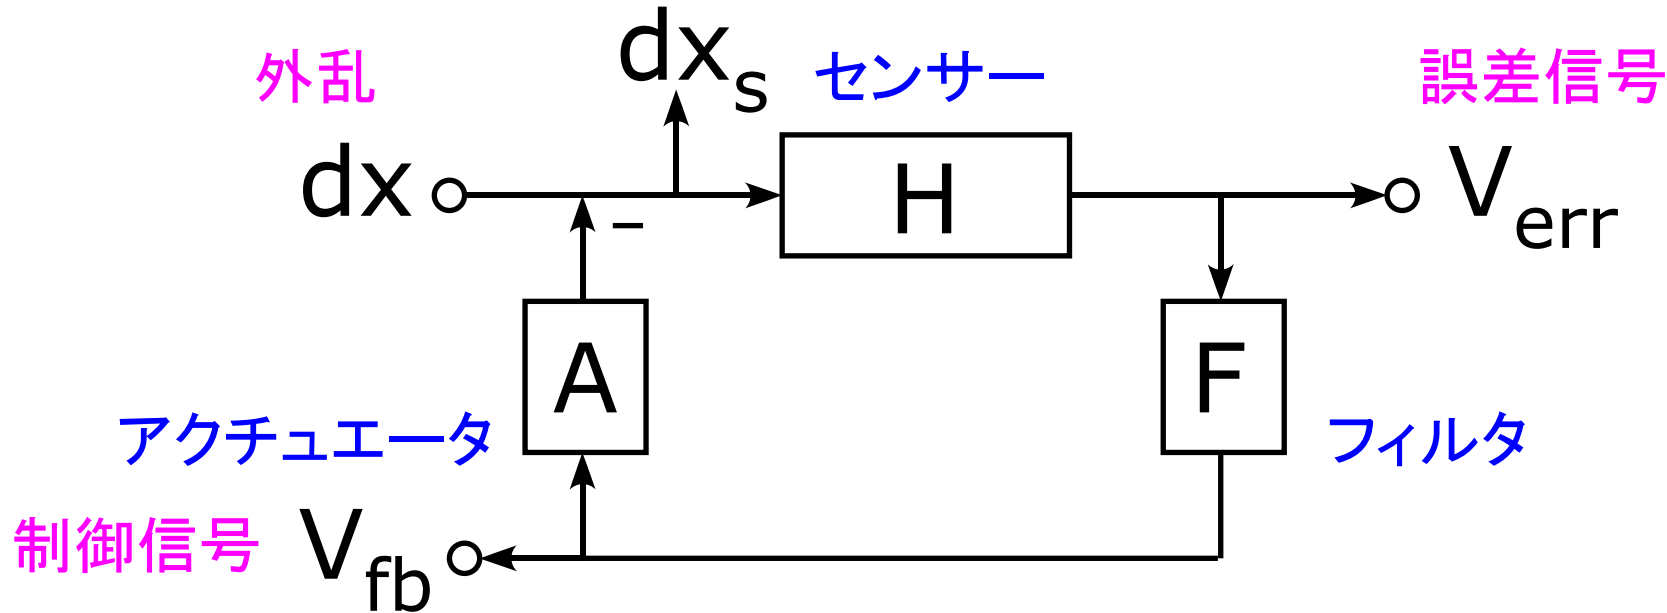 外乱
dx
dxs
センサー
H
誤差信号
Verr
−
A
アクチュエータ
F
フィルタ
制御信号
Vfb